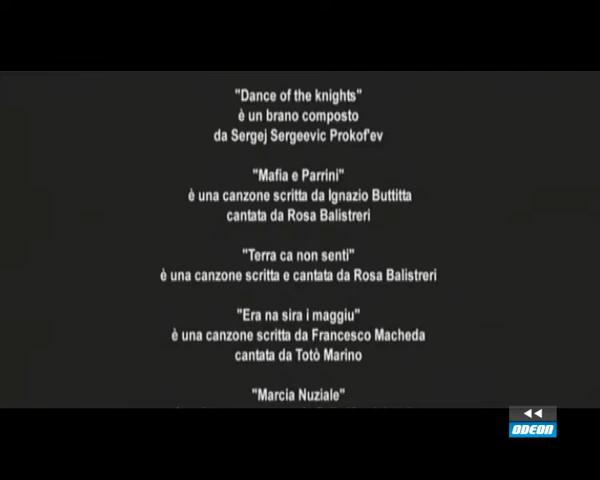 "Dance of the knights"
è un brano composto
da Sergej Sergeevic Prokof'ev
"Mafia e Parrini"
è una canzone scritta da Ignazio Buttitta
cantata da Rosa Balistreri
"Terra ca non senti"
è una canzone scritta e cantata da Rosa Balistreri
"Era na sira i maggiu"
è una canzone scritta da Francesco Macheda
cantata da Totò Marino
"Marcia Nuziale"
ODEON